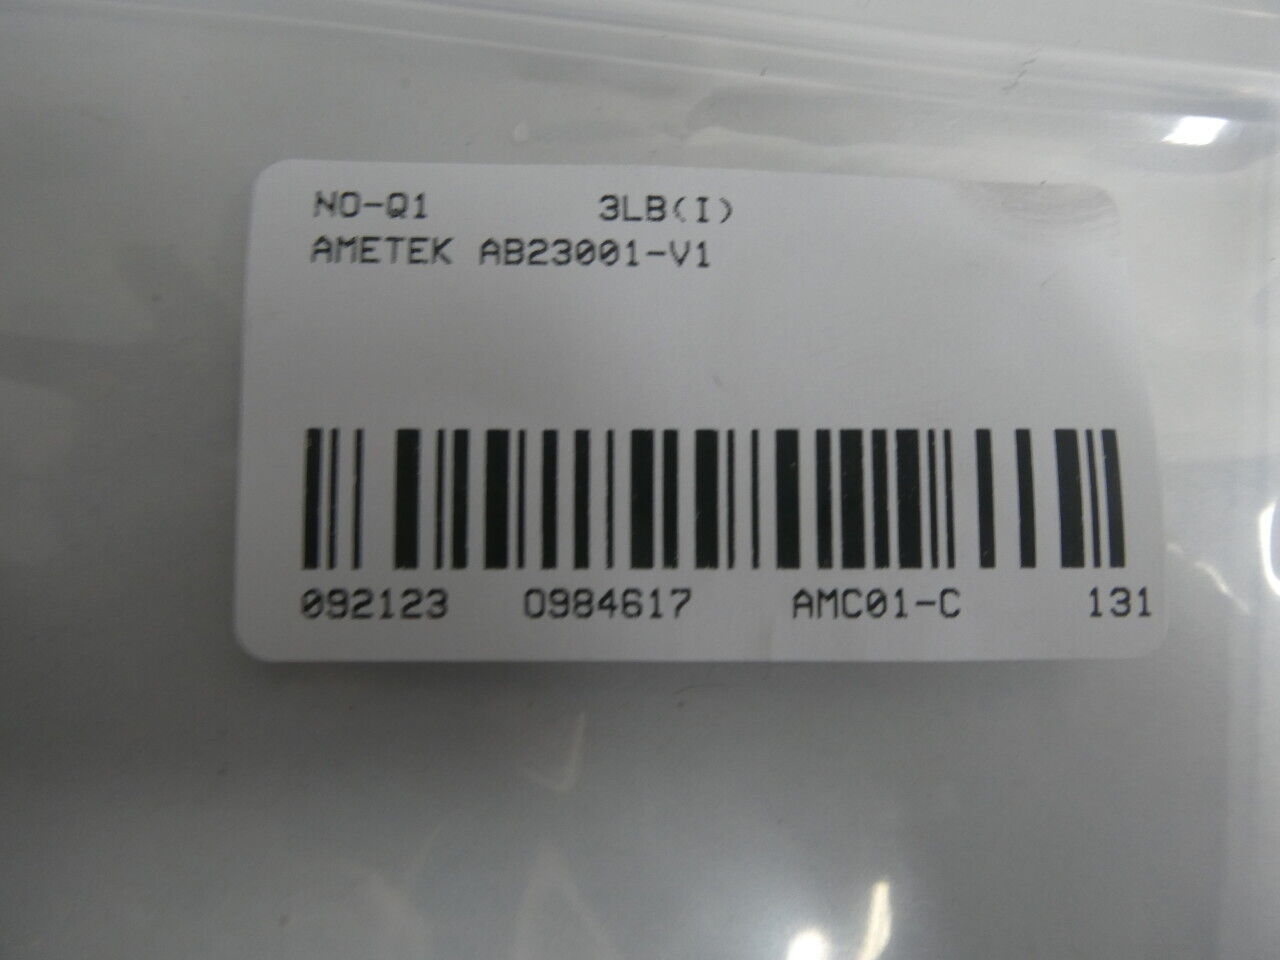 NO-Q1 3LB(I)
AMETEK AB23001-V1
092123 0984617 AMC01-C 131